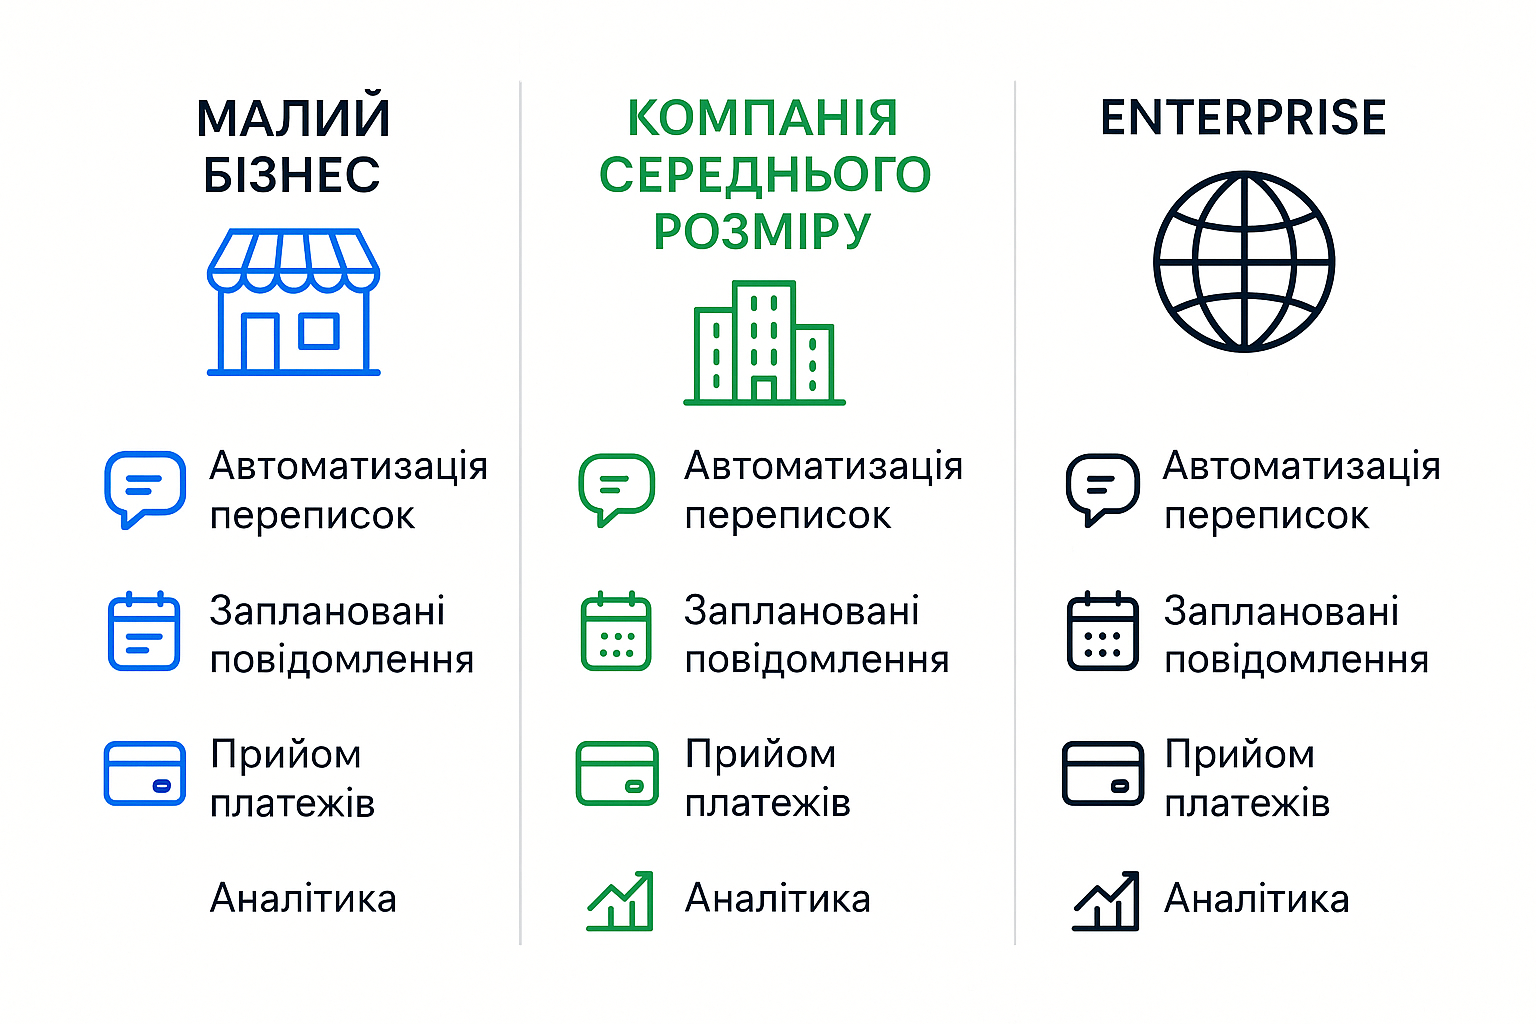 МАЛИЙ
БІЗНЕС
Автоматизація
переписок
Заплановані
повідомлення
Прийом
платежів
Аналітика
КОМПАНІЯ
СЕРЕДНЬОГО
РОЗМІРУ
Автоматизація
переписок
Заплановані
повідомлення
Прийом
платежів
Аналітика
ENTERPRISE
Автоматизація
переписок
Заплановані
повідомлення
Прийом
платежів
Аналітика